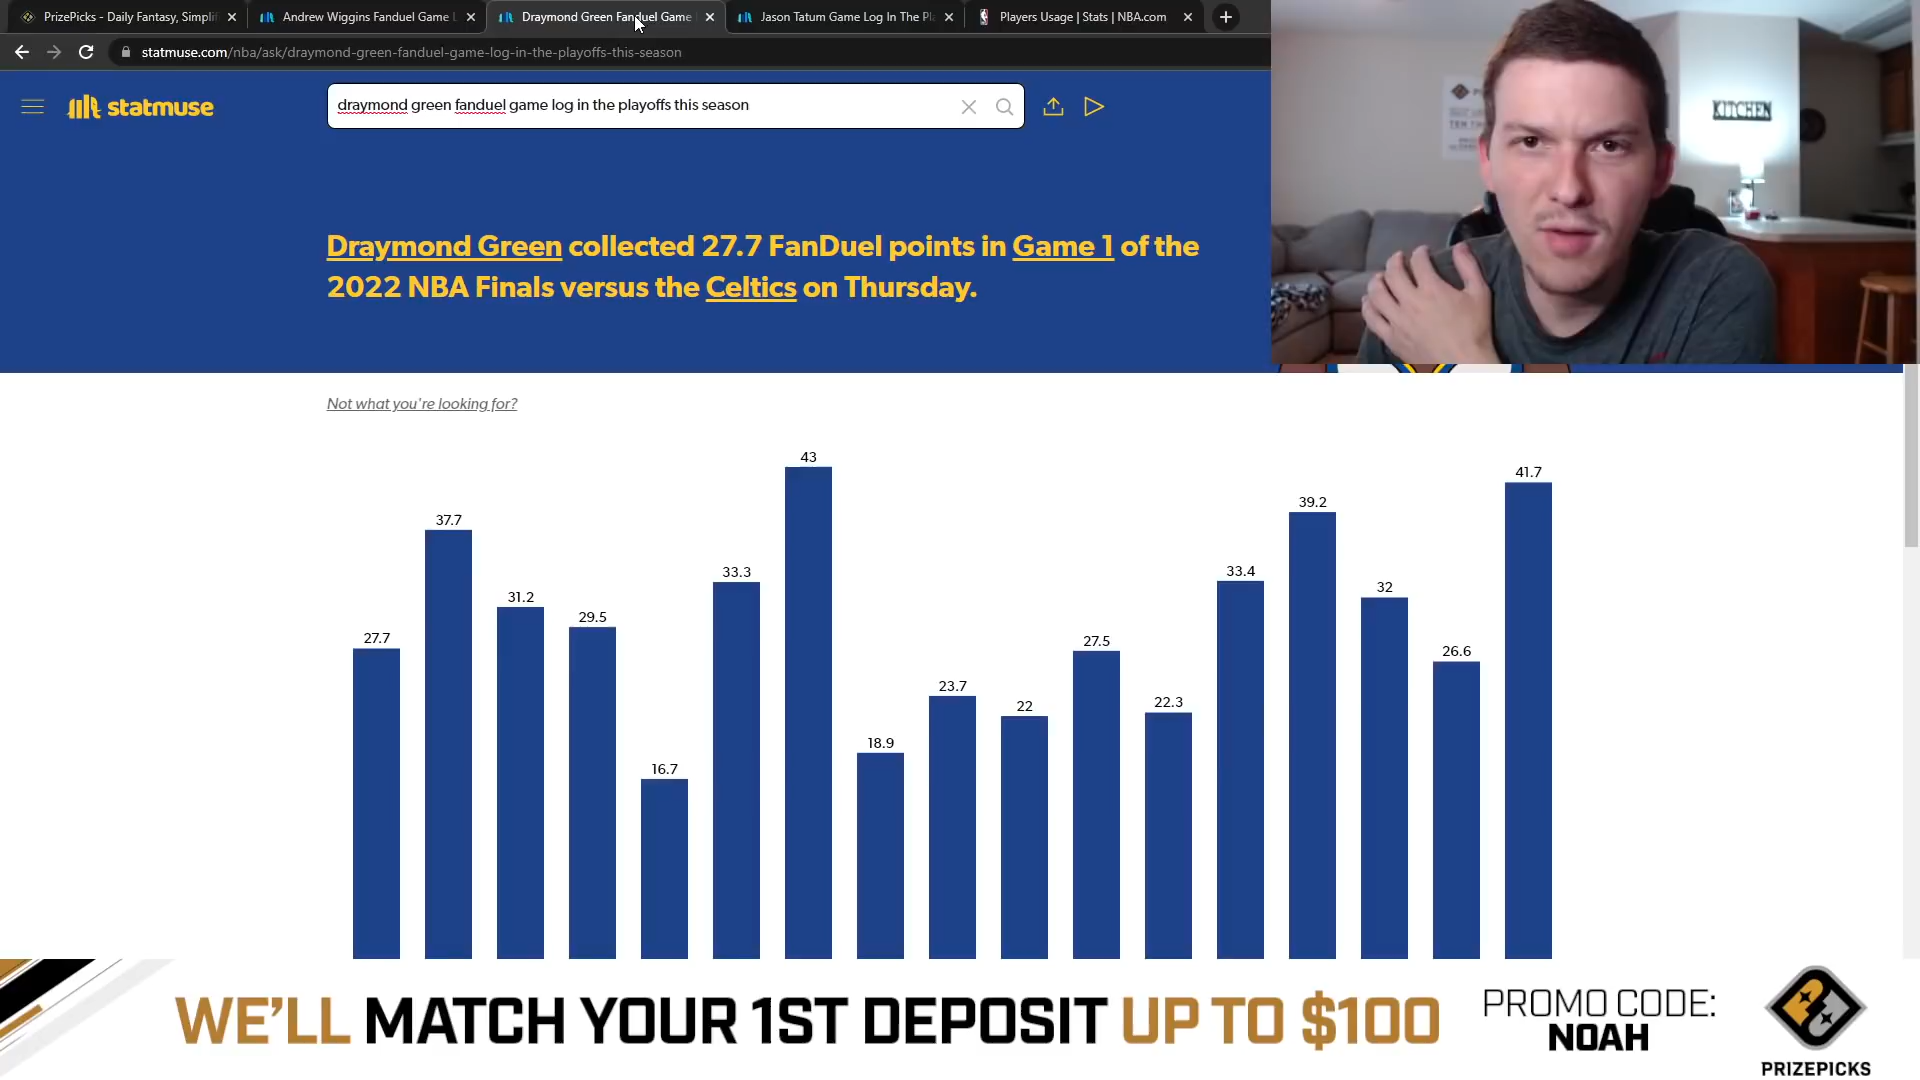 PrizePicks - Daily Fantasy, Simplif
Andrew Wiggins Fanduel Game L
Draymond Green Fanduel Game
Jason Tatum Game Log In The Pl
Players Usage | Stats | NBA.com
statmuse.com/nba/ask/draymond-green-fanduel-game-log-in-the-playoffs-this-season
statmuse
draymond green fanduel game log in the playoffs this season
KITCHEN
Draymond Green collected 27.7 FanDuel points in Game 1 of the
2022 NBA Finals versus the Celtics on Thursday.
Not what you're looking for?
27.7
37.7
31.2
29.5
16.7
33.3
43
18.9
23.7
22
27.5
22.3
33.4
39.2
32
26.6
41.7
WE'LL MATCH YOUR 1ST DEPOSIT UP TO $100
PROMO CODE:
NOAH
PRIZEPICKS